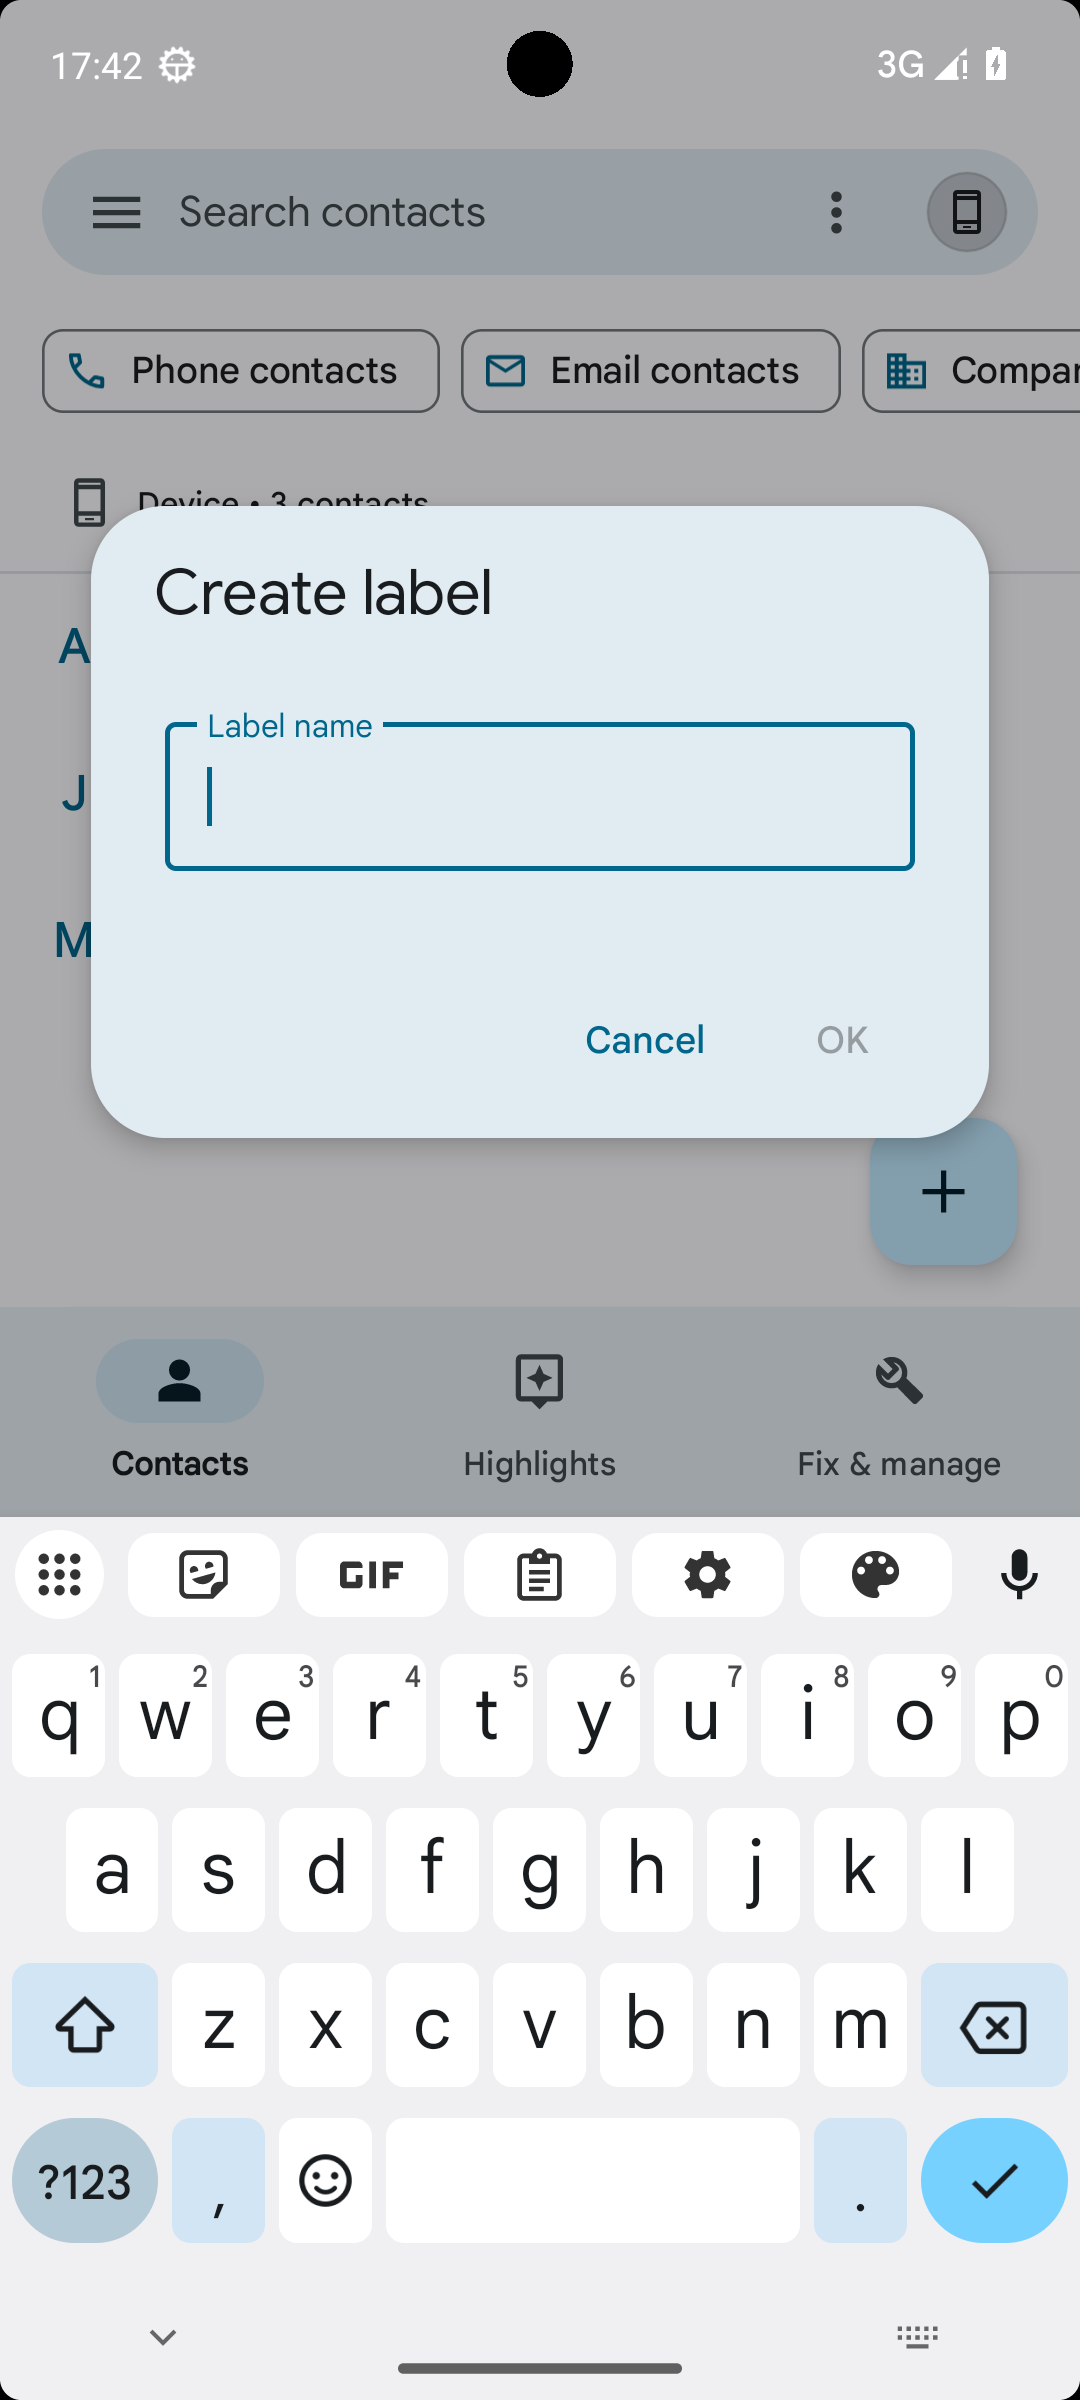 17:42
3G
Search contacts
Phone contacts
Email contacts
Compa
Device • 3 contacts
Create label
A
Label name
J
M
Cancel
OK
Contacts
Highlights
Fix & manage
GIF
q 1 w 2 e 3 r 4 t 5 y 6 u 7 i 8 o 9 p 0
a s d f g h j k l
z x c v b n m
?123 , .